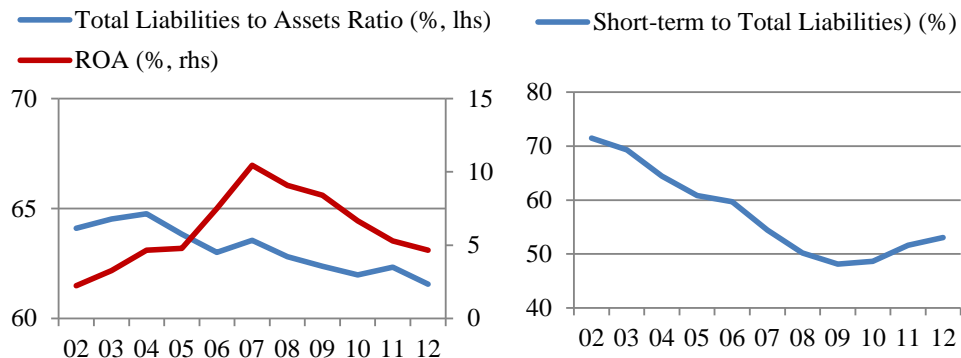 Total Liabilities to Assets Ratio (%, lhs)
ROA (%, rhs)
70
65
60
15
10
5
0
02 03 04 05 06 07 08 09 10 11 12
Short-term to Total Liabilities) (%)
80
70
60
50
40
02 03 04 05 06 07 08 09 10 11 12